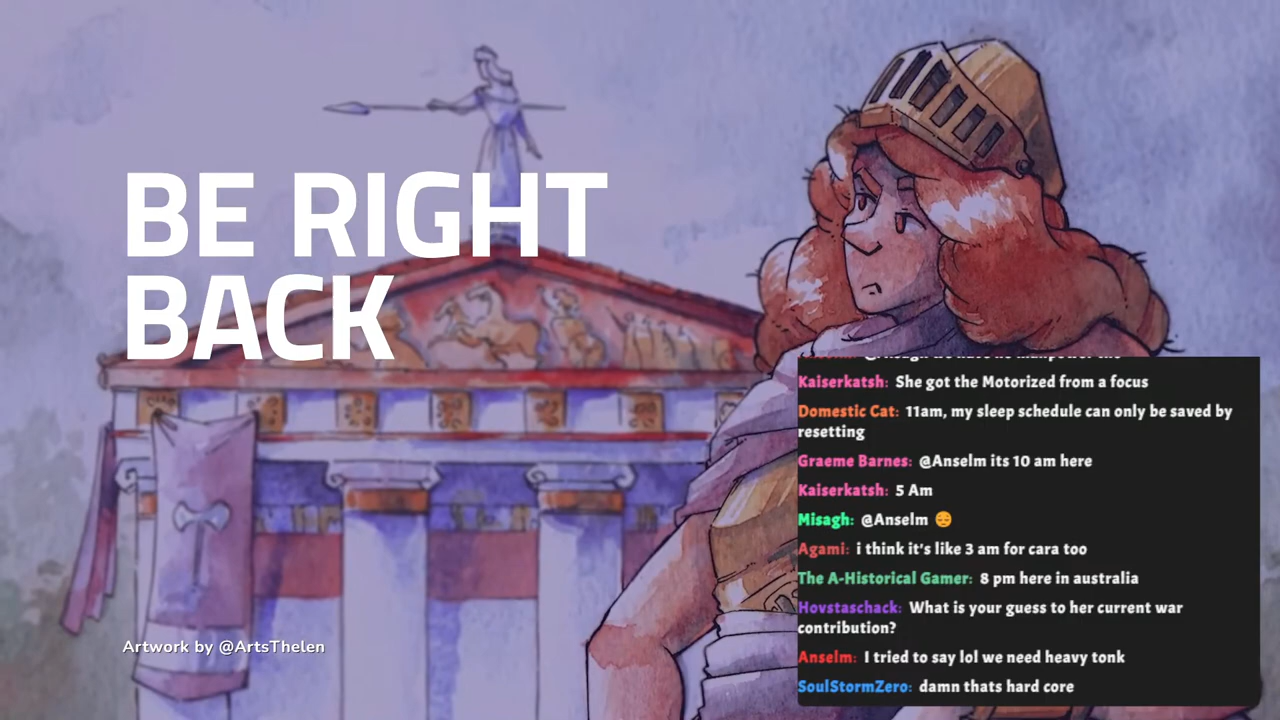 BE RIGHT
BACK
Kaiserkatsh: She got the Motorized from a focus
Domestic Cat: 11am, my sleep schedule can only be saved by
resetting
Graeme Barnes: @Anselm its 10 am here
Kaiserkatsh: 5 Am
Misagh: @Anselm 😔
Agami: i think it's like 3 am for cara too
The A-Historical Gamer: 8 pm here in australia
Hovstaschack: What is your guess to her current war
contribution?
Anselm: I tried to say lol we need heavy tonk
SoulStormZero: damn thats hard core
Artwork by @ArtsThelen